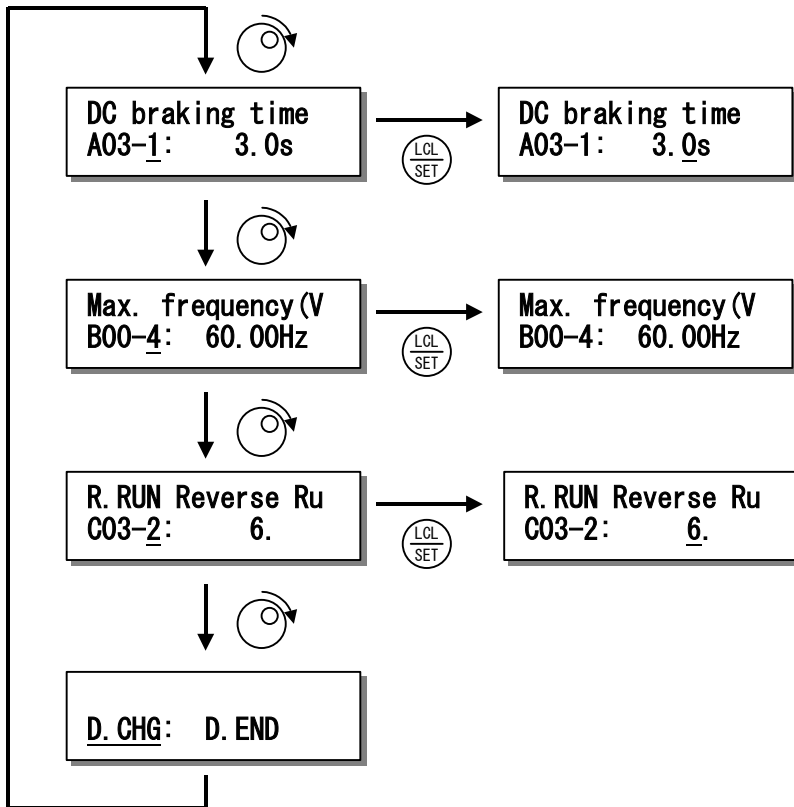 DC braking time
A03-1: 3.0s
LCL
SET
DC braking time
A03-1: 3.0s
Max. frequency(V
B00-4: 60.00Hz
LCL
SET
Max. frequency(V
B00-4: 60.00Hz
R.RUN Reverse Ru
C03-2: 6.
LCL
SET
R.RUN Reverse Ru
C03-2: 6.
D.CHG: D.END